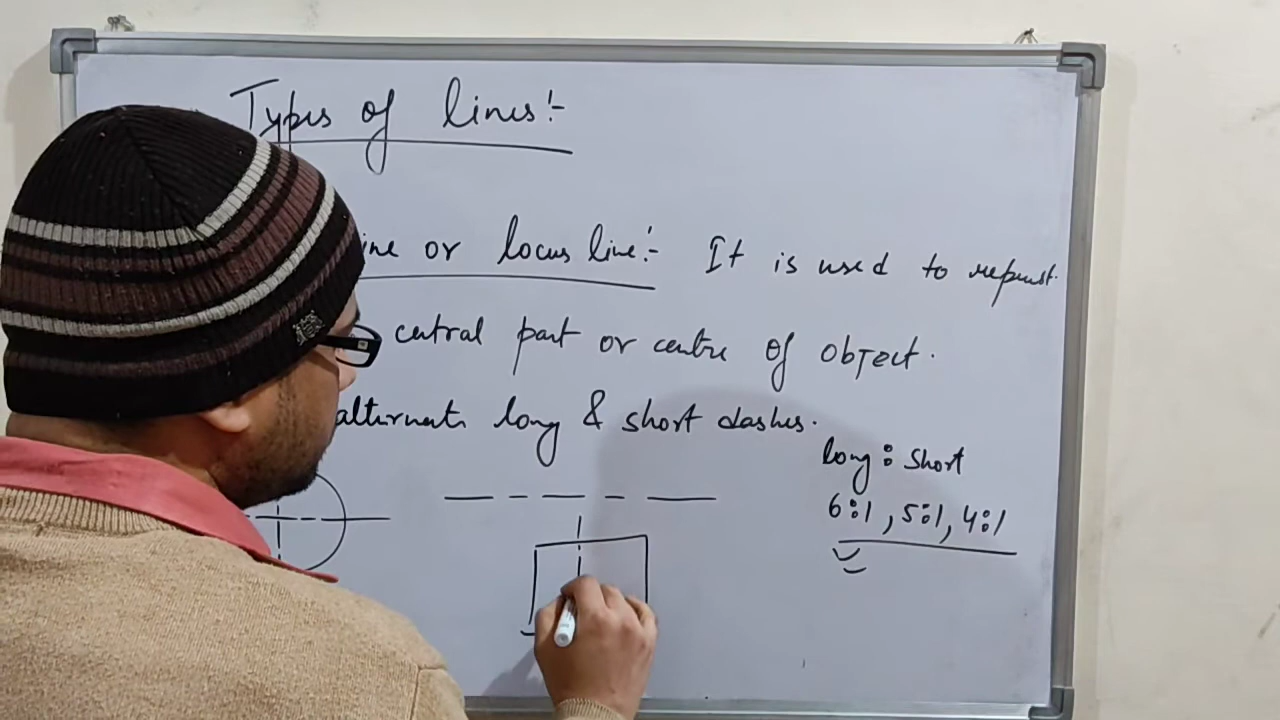 Types of lines:-
ine or locus line:- It is used to represt.
central part or centre of object.
alternate long & short dashes.
long : short
6:1, 5:1, 4:1